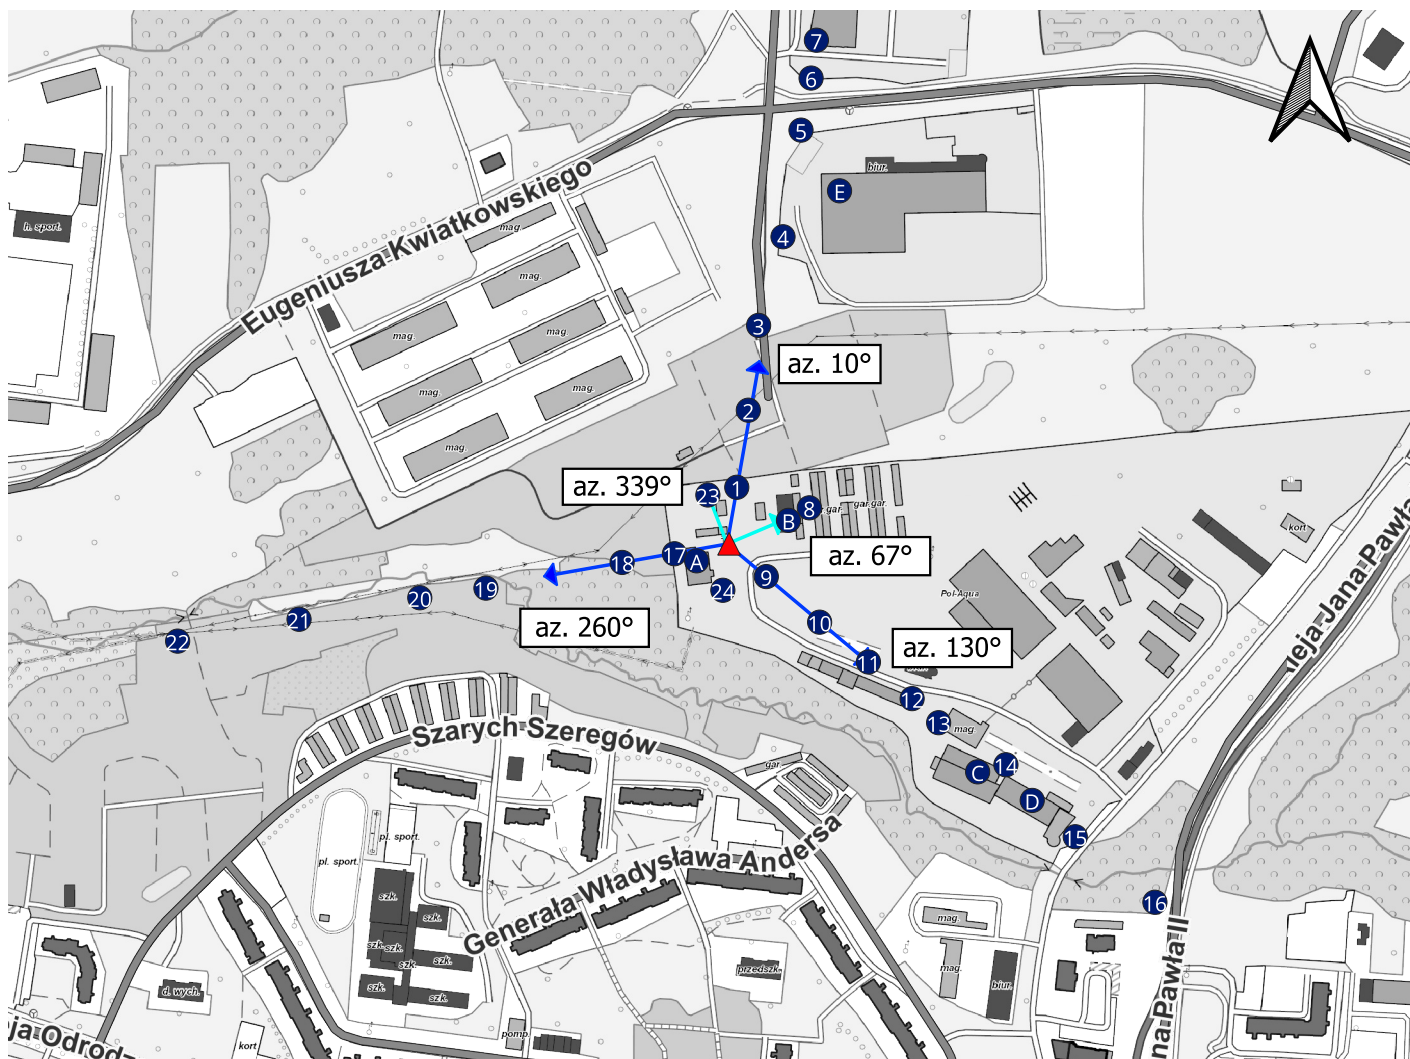 7
6
5
biur.
E
h. sport.
mag.
4
Eugeniusza Kwiatkowskiego
mag.
mag.
mag.
3
az. 10°
mag.
mag.
2
mag.
az. 339°
23
1
8
gar.
gar.
gar.
B
kort
az. 67°
17
A
18
9
19
24
20
Pol-Aqua
21
10
22
az. 260°
az. 130°
11
12
13
mag
Szarych Szeregów
gar.
14
C
D
pl. sport.
pl. sport.
15
Generała Władysława Andersa
szk.
szk.
16
mag.
szk.
szk.
szk.
szk.
przedszk.
mag.
biur.
d. wych.
szk.
szk.
ja Odrodz
kort
pomp.
eja Jana Pawła
na Pawła II